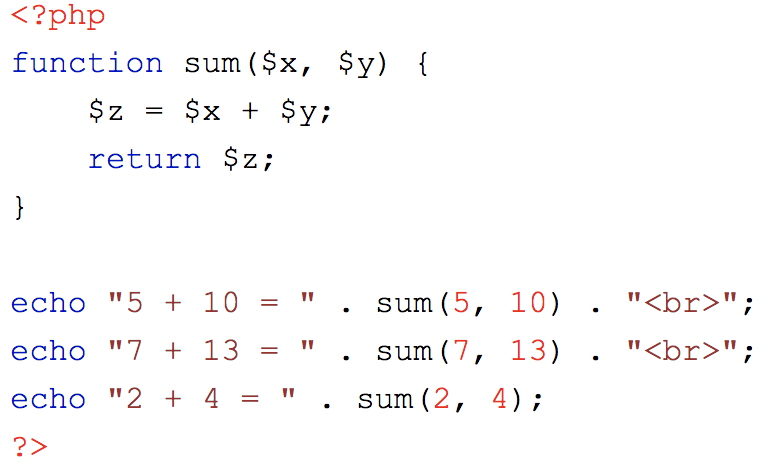 <?php
function sum($x, $y) {
    $z = $x + $y;
    return $z;
}

echo "5 + 10 = " . sum(5, 10) . "<br>";
echo "7 + 13 = " . sum(7, 13) . "<br>";
echo "2 + 4 = " . sum(2, 4);
?>